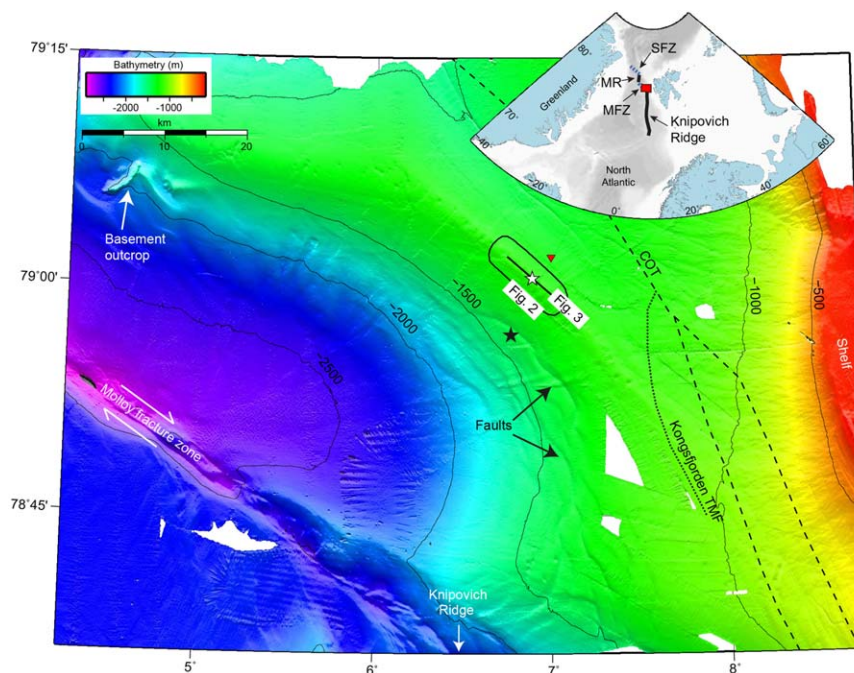 79˚15'
Bathymetry (m)
-2000 -1000
km
0 10 20
80˚
SFZ
Greenland
MR
MFZ
70˚
Knipovich
Ridge
North
Atlantic
-40˚
-20˚
0˚
20˚
40˚
60˚
Basement
outcrop
79˚00'
-1500
-2000
-2500
Fig. 2
Fig. 3
COT
-1000
-500
Shelf
Molloy fracture zone
Faults
Kongsfjorden TMF
78˚45'
Knipovich
Ridge
5˚ 6˚ 7˚ 8˚